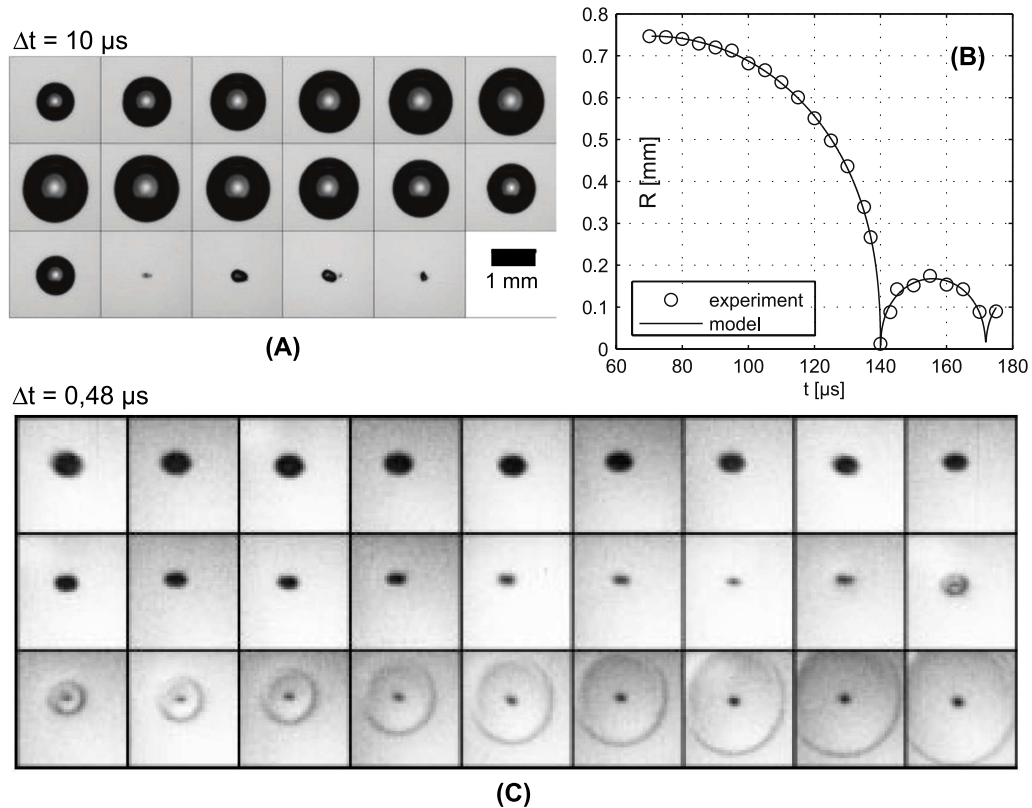 Δt = 10 µs
1 mm
(A)
0.8
0.7
0.6
0.5
0.4
0.3
0.2
0.1
0
R [mm]
(B)
experiment
model
60
80
100
120
140
160
180
t [µs]
Δt = 0,48 µs
(C)